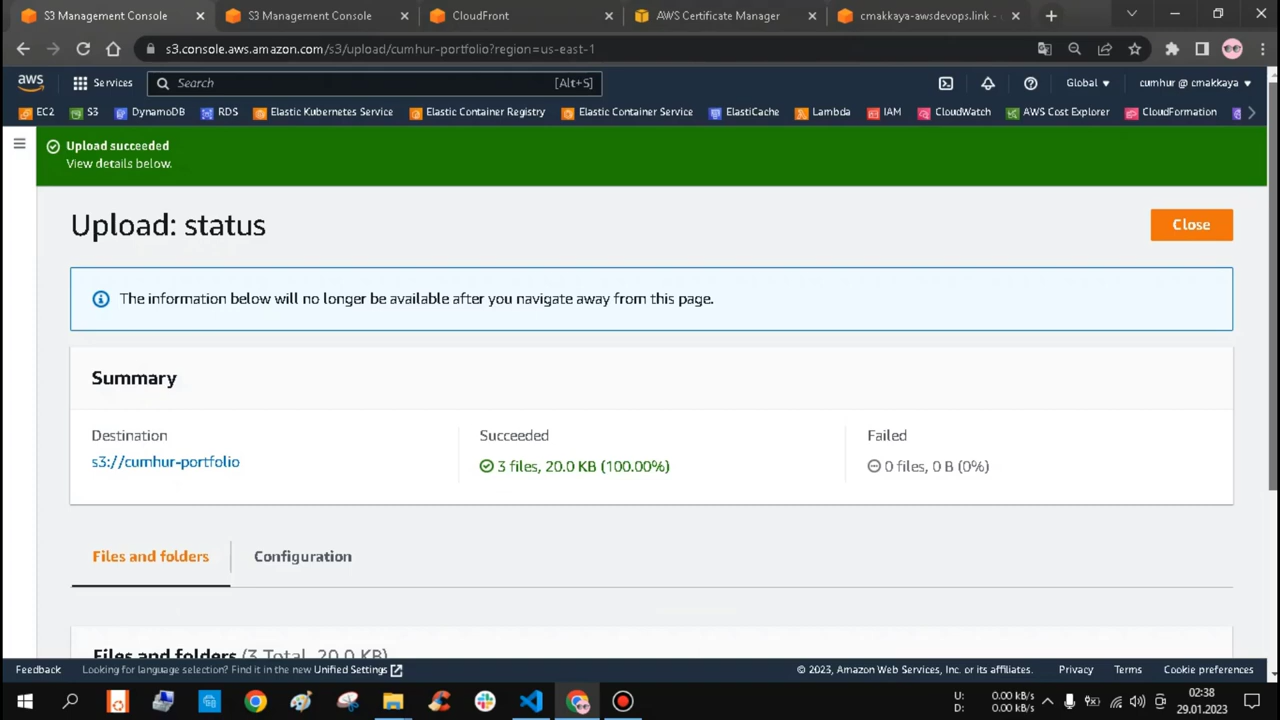 S3 Management Console
S3 Management Console
CloudFront
AWS Certificate Manager
cmakkaya-awsdevops.link -
s3.console.aws.amazon.com/s3/upload/cumhur-portfolio?region=us-east-1
aws
Services
Search
[Alt+S]
Global
cumhur @ cmakkaya
EC2
S3
DynamoDB
RDS
Elastic Kubernetes Service
Elastic Container Registry
Elastic Container Service
ElastiCache
Lambda
IAM
CloudWatch
AWS Cost Explorer
CloudFormation
Upload succeeded
View details below.
Upload: status
Close
The information below will no longer be available after you navigate away from this page.
Summary
Destination
s3://cumhur-portfolio
Succeeded
3 files, 20.0 KB (100.00%)
Failed
0 files, 0 B (0%)
Files and folders
Configuration
Files and folders (3 Total, 20.0 KB)
Feedback
Looking for language selection? Find it in the new Unified Settings
© 2023, Amazon Web Services, Inc. or its affiliates.
Privacy
Terms
Cookie preferences
U: 0.00 kB/s
D: 0.00 kB/s
02:38
29.01.2023